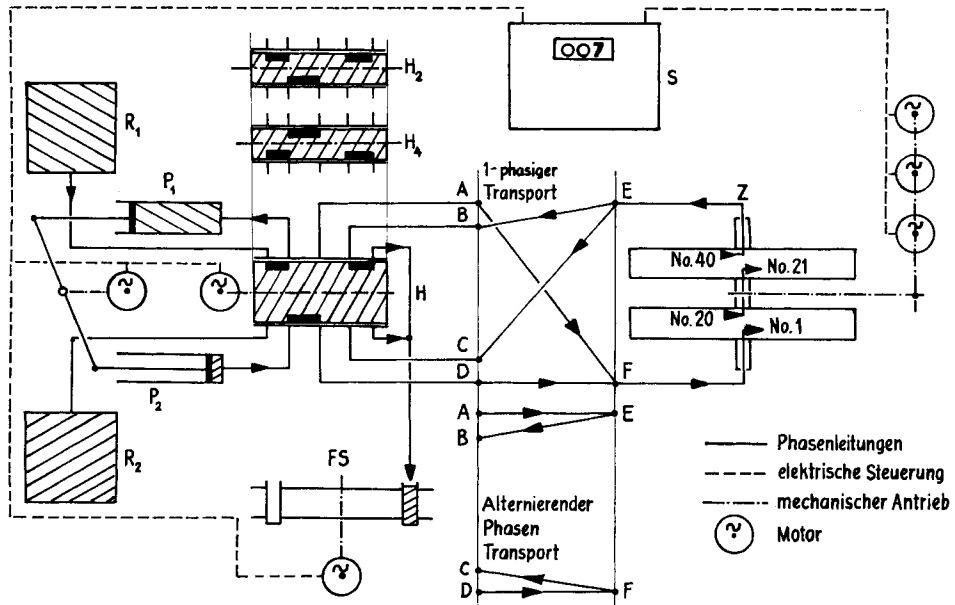 007
S
R1
H2
H4
P1
1-phasiger
Transport
A
B
E
Z
No.40
No.21
H
No.20
No.1
C
D
F
P2
R2
A
B
E
FS
Alternierender
Phasen
Transport
C
D
F
Phasenleitungen
elektrische Steuerung
mechanischer Antrieb
Motor